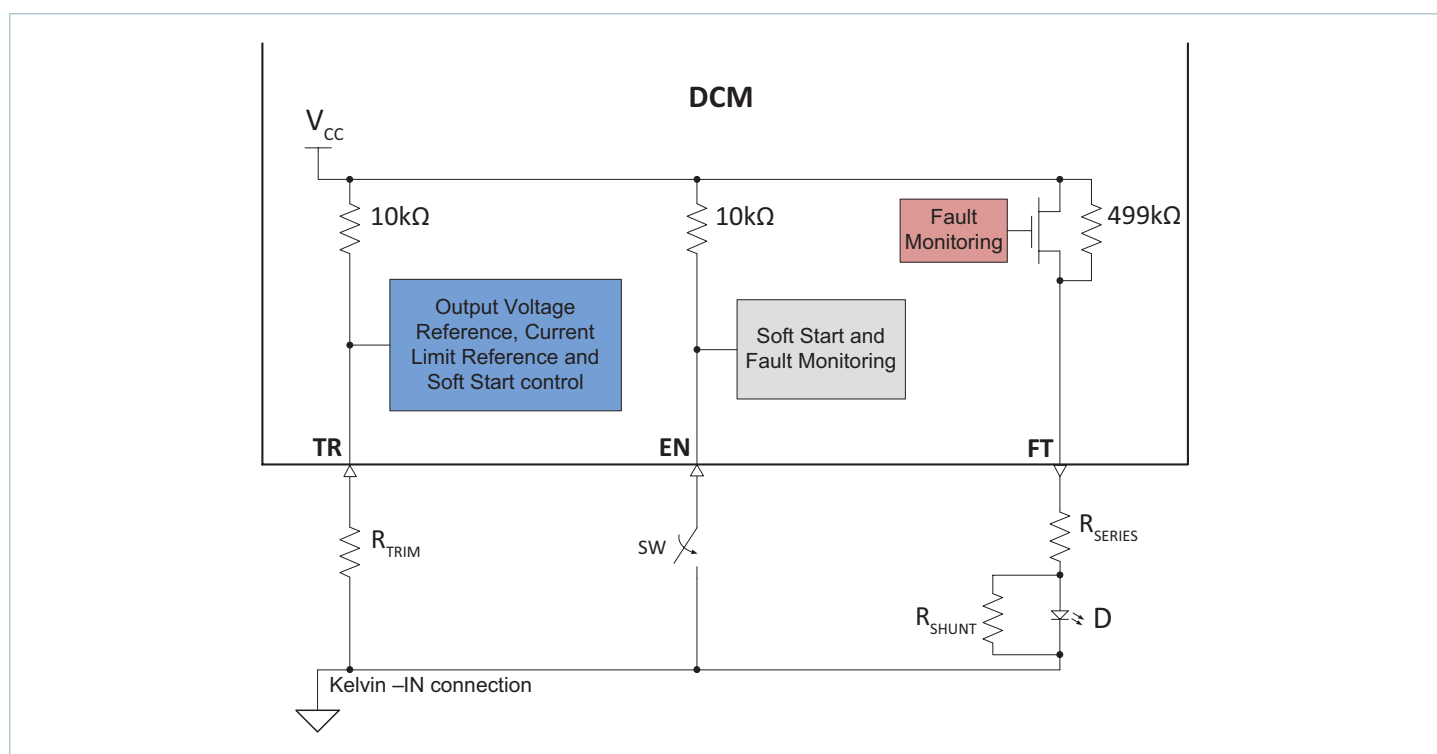 DCM
VCC
10kΩ
10kΩ
499kΩ
Fault
Monitoring
Output Voltage
Reference, Current
Limit Reference and
Soft Start control
Soft Start and
Fault Monitoring
TR
EN
FT
RTRIM
SW
RSERIES
RSHUNT
D
Kelvin –IN connection